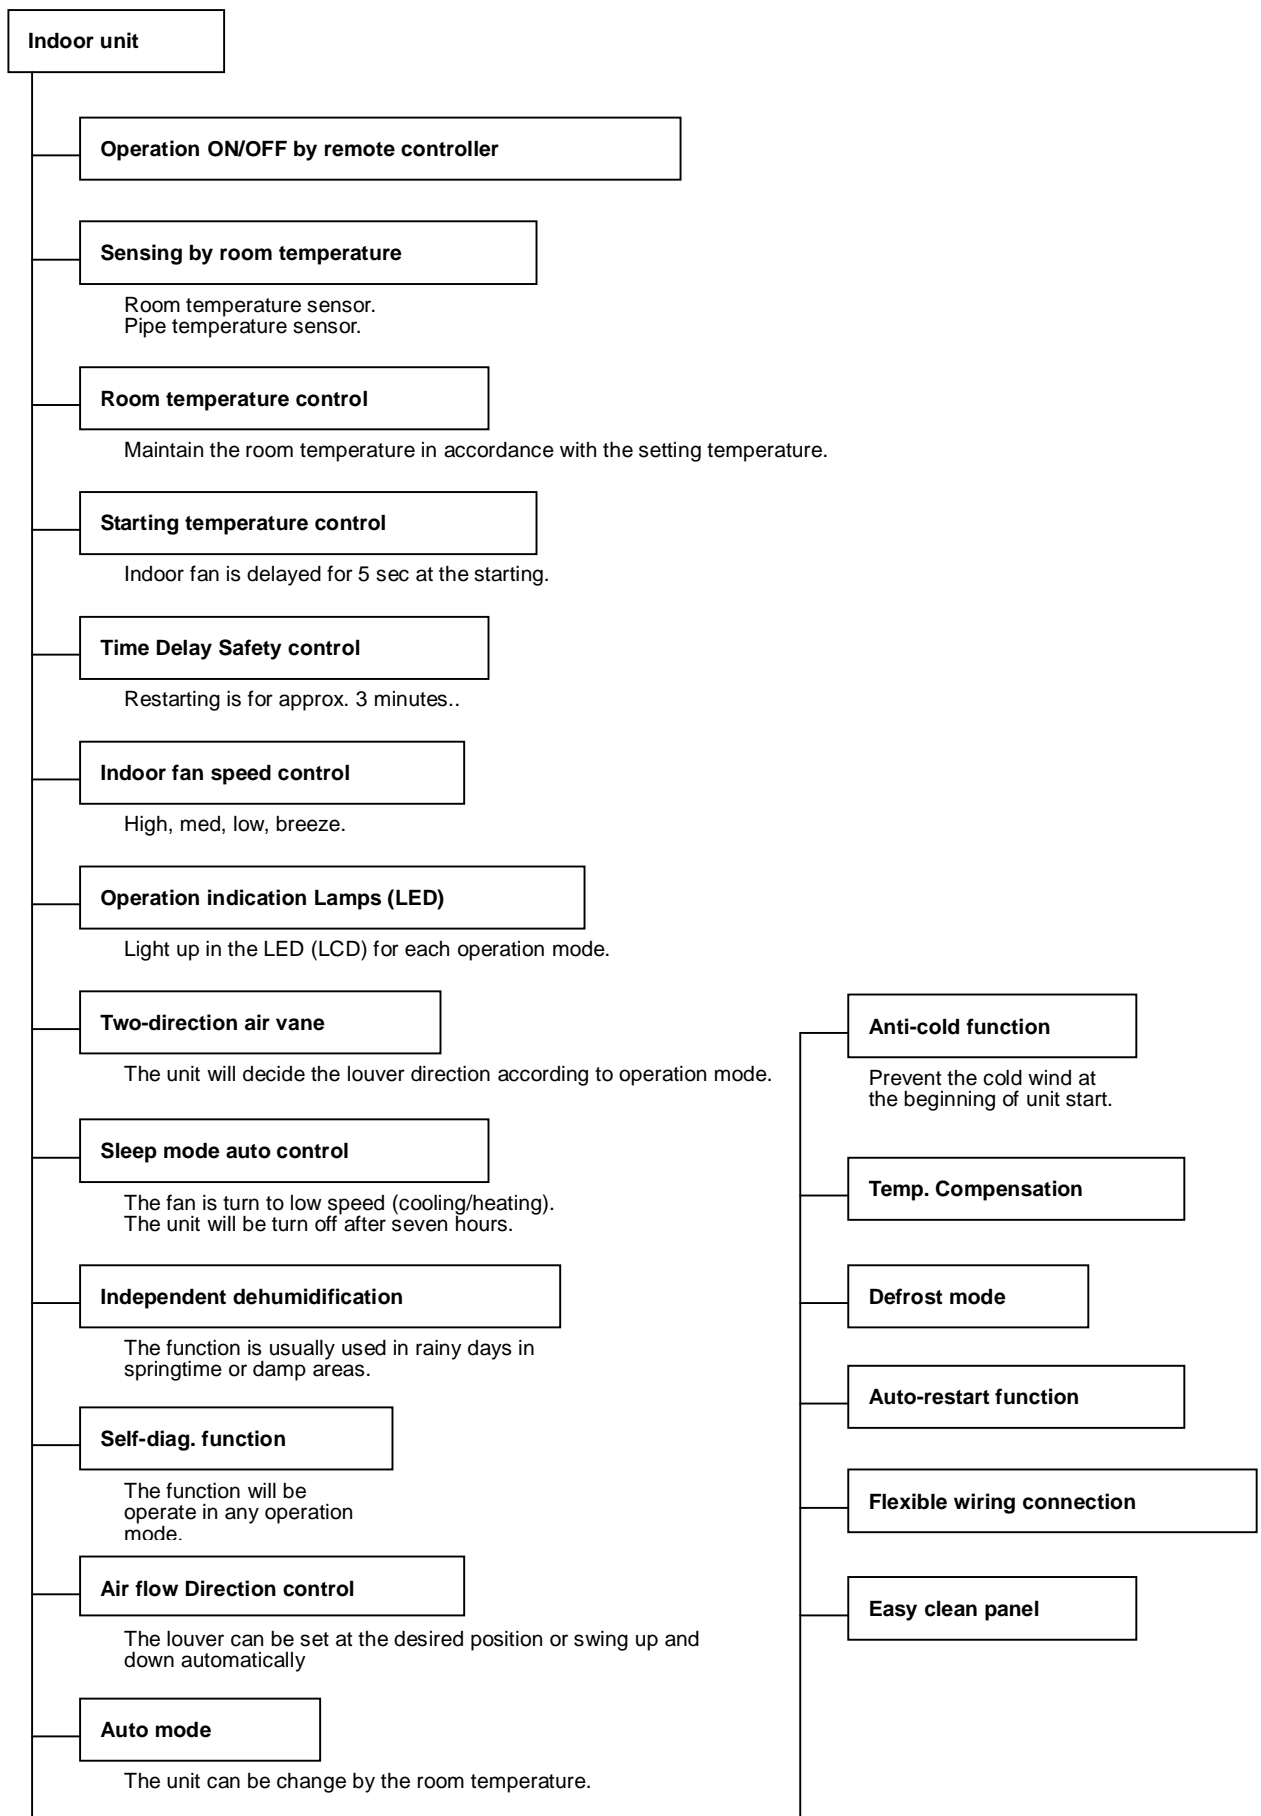 Indoor unit
Operation ON/OFF by remote controller
Sensing by room temperature
Room temperature sensor.
Pipe temperature sensor.
Room temperature control
Maintain the room temperature in accordance with the setting temperature.
Starting temperature control
Indoor fan is delayed for 5 sec at the starting.
Time Delay Safety control
Restarting is for approx. 3 minutes..
Indoor fan speed control
High, med, low, breeze.
Operation indication Lamps (LED)
Light up in the LED (LCD) for each operation mode.
Two-direction air vane
The unit will decide the louver direction according to operation mode.
Sleep mode auto control
The fan is turn to low speed (cooling/heating).
The unit will be turn off after seven hours.
Independent dehumidification
The function is usually used in rainy days in
springtime or damp areas.
Self-diag. function
The function will be
operate in any operation
mode.
Air flow Direction control
The louver can be set at the desired position or swing up and
down automatically
Auto mode
The unit can be change by the room temperature.
Anti-cold function
Prevent the cold wind at
the beginning of unit start.
Temp. Compensation
Defrost mode
Auto-restart function
Flexible wiring connection
Easy clean panel